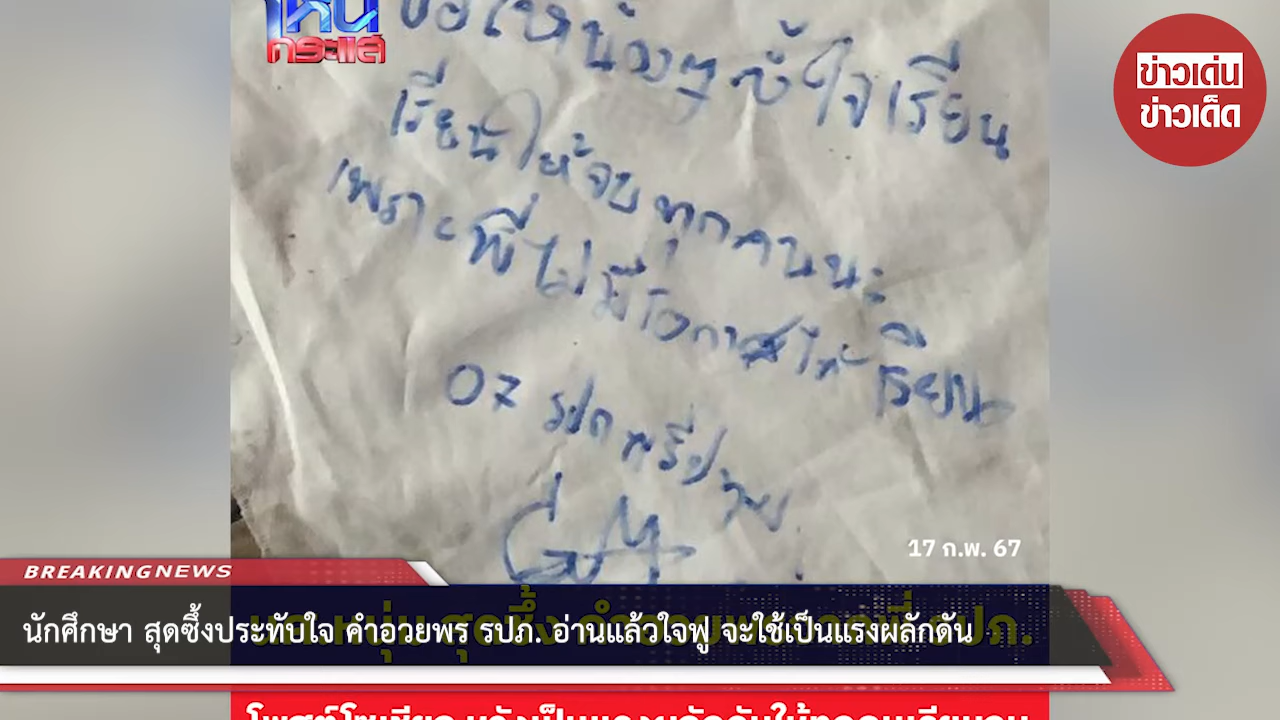 โหน
กระแส
ข่าวเด่น
ข่าวเด็ด
ขอให้น้องๆตั้งใจเรียน
เรียนให้จบทุกคนนะ
เพราะพี่ไม่มีโอกาสได้เรียน
07 รปภ
17 ก.พ. 67
BREAKING NEWS
นักศึกษา สุดซึ้งประทับใจ คำอวยพร รปภ. อ่านแล้วใจฟู จะใช้เป็นแรงผลักดัน